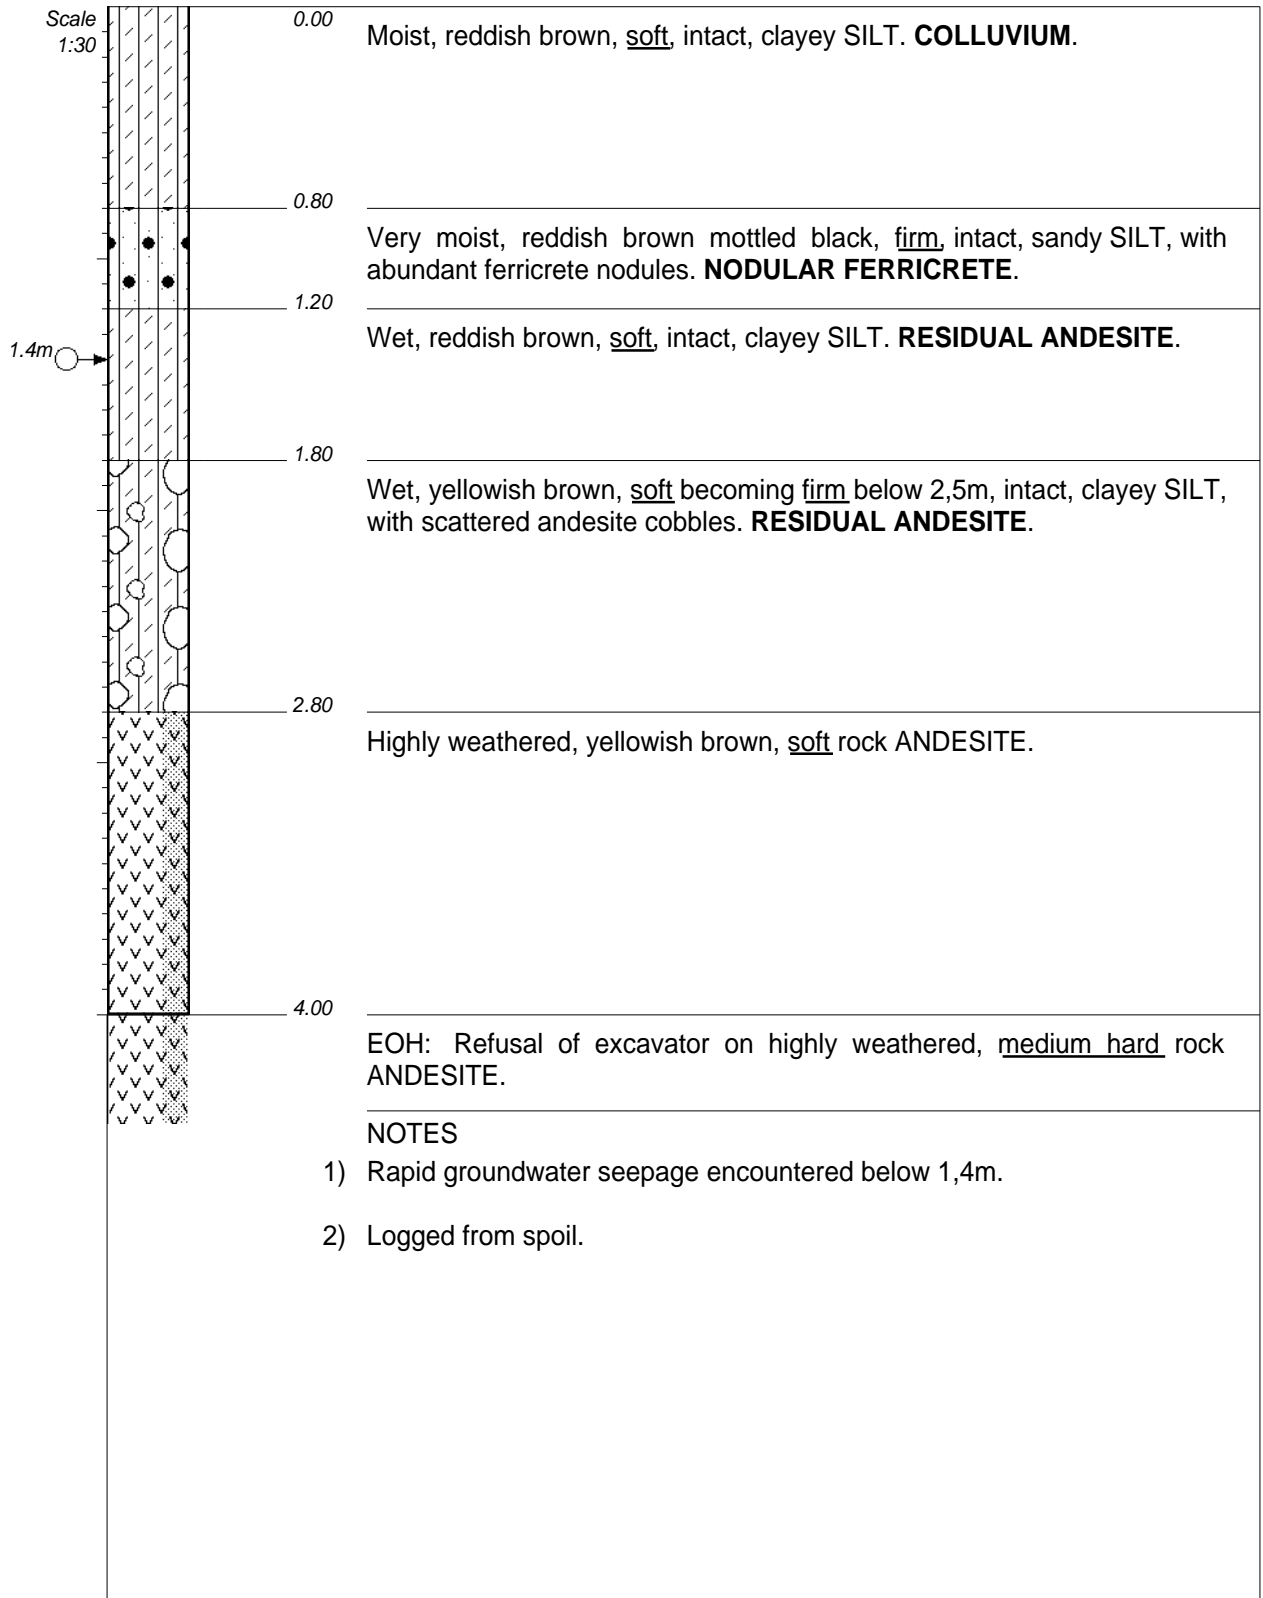 Scale
1:30
0.00
Moist, reddish brown, soft, intact, clayey SILT. COLLUVIUM.
0.80
Very moist, reddish brown mottled black, firm, intact, sandy SILT, with
abundant ferricrete nodules. NODULAR FERRICRETE.
1.20
Wet, reddish brown, soft, intact, clayey SILT. RESIDUAL ANDESITE.
1.4m
1.80
Wet, yellowish brown, soft becoming firm below 2,5m, intact, clayey SILT,
with scattered andesite cobbles. RESIDUAL ANDESITE.
2.80
Highly weathered, yellowish brown, soft rock ANDESITE.
4.00
EOH: Refusal of excavator on highly weathered, medium hard rock
ANDESITE.
NOTES
1) Rapid groundwater seepage encountered below 1,4m.
2) Logged from spoil.